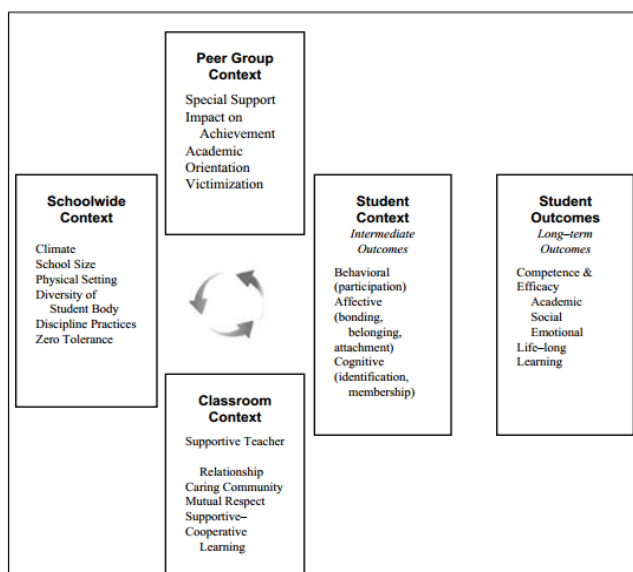 Peer Group
Context
Special Support
Impact on
Achievement
Academic
Orientation
Victimization
Schoolwide
Context
Climate
School Size
Physical Setting
Diversity of
Student Body
Discipline Practices
Zero Tolerance
Student
Context
Intermediate
Outcomes
Behavioral
(participation)
Affective
(bonding,
belonging,
attachment)
Cognitive
(identification,
membership)
Student
Outcomes
Long–term
Outcomes
Competence &
Efficacy
Academic
Social
Emotional
Life–long
Learning
Classroom
Context
Supportive Teacher
Relationship
Caring Community
Mutual Respect
Supportive–
Cooperative
Learning